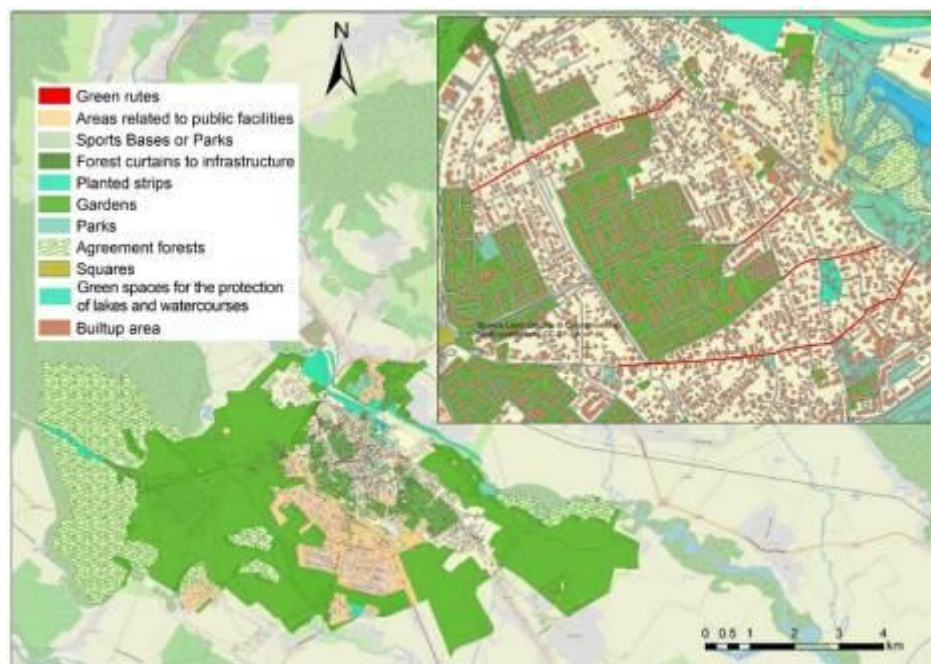 N
Green rutes
Areas related to public facilities
Sports Bases or Parks
Forest curtains to infrastructure
Planted strips
Gardens
Parks
Agreement forests
Squares
Green spaces for the protection
of lakes and watercourses
Builtup area
0 0.5 1 2 3 4
km